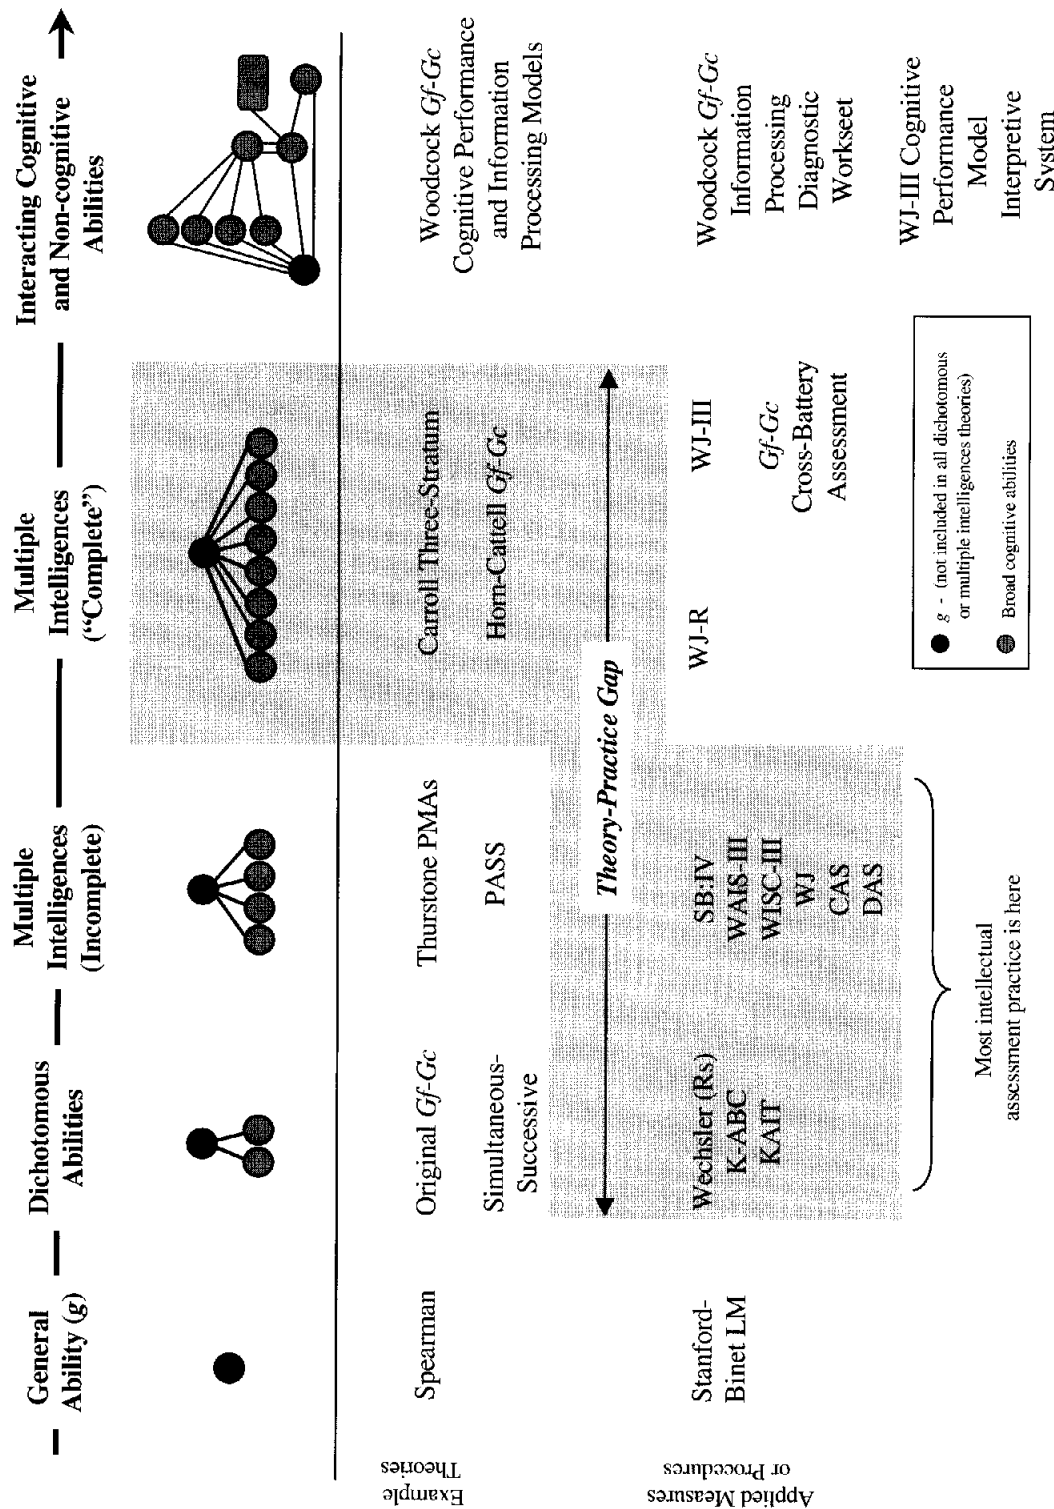 General
Ability (g)
Dichotomous
Abilities
Multiple
Intelligences
(Incomplete)
Multiple
Intelligences
(“Complete”)
Interacting Cognitive
and Non-cognitive
Abilities
Example
Theories
Spearman
Original Gf-Gc
Simultaneous-
Successive
Thurstone PMAs
PASS
Carroll Three-Stratum
Horn-Cattell Gf-Gc
Woodcock Gf-Gc
Cognitive Performance
and Information
Processing Models
Theory-Practice Gap
Applied Measures
or Procedures
Stanford-
Binet LM
Wechsler (Rs)
K-ABC
KAIT
SB:IV
WAIS-III
WISC-III
WJ
CAS
DAS
WJ-R
WJ-III
Gf-Gc
Cross-Battery
Assessment
Woodcock Gf-Gc
Information
Processing
Diagnostic
Workseet
WJ-III Cognitive
Performance
Model
Interpretive
System
Most intellectual
assessment practice is here
g - (not included in all dichotomous
or multiple intelligences theories)
Broad cognitive abilities